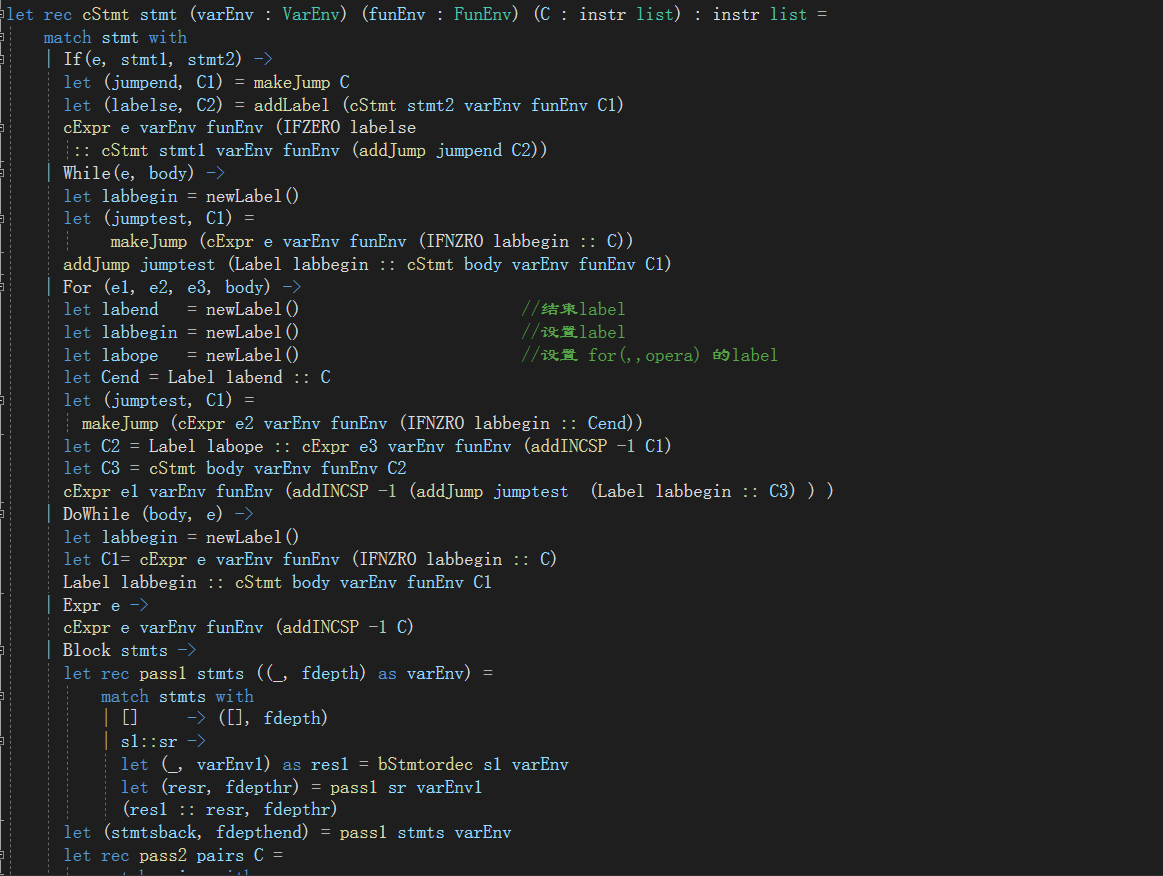 let rec cStmt stmt (varEnv : VarEnv) (funEnv : FunEnv) (C : instr list) : instr list =
    match stmt with
    | If(e, stmt1, stmt2) ->
      let (jumpend, C1) = makeJump C
      let (labelse, C2) = addLabel (cStmt stmt2 varEnv funEnv C1)
      cExpr e varEnv funEnv (IFZERO labelse
       :: cStmt stmt1 varEnv funEnv (addJump jumpend C2))
    | While(e, body) ->
      let labbegin = newLabel()
      let (jumptest, C1) =
           makeJump (cExpr e varEnv funEnv (IFNZRO labbegin :: C))
      addJump jumptest (Label labbegin :: cStmt body varEnv funEnv C1)
    | For (e1, e2, e3, body) ->
      let labend   = newLabel()                       //结束label
      let labbegin = newLabel()                       //设置label
      let labope   = newLabel()                       //设置 for(,,opera) 的label
      let Cend = Label labend :: C
      let (jumptest, C1) =
        makeJump (cExpr e2 varEnv funEnv (IFNZRO labbegin :: Cend))
      let C2 = Label labope :: cExpr e3 varEnv funEnv (addINCSP -1 C1)
      let C3 = cStmt body varEnv funEnv C2
      cExpr e1 varEnv funEnv (addINCSP -1 (addJump jumptest  (Label labbegin :: C3) ) )
    | DoWhile (body, e) ->
      let labbegin = newLabel()
      let C1= cExpr e varEnv funEnv (IFNZRO labbegin :: C)
      Label labbegin :: cStmt body varEnv funEnv C1
    | Expr e ->
      cExpr e varEnv funEnv (addINCSP -1 C)
    | Block stmts ->
      let rec pass1 stmts ((_, fdepth) as varEnv) =
          match stmts with
          | []     -> ([], fdepth)
          | s1::sr ->
            let (_, varEnv1) as res1 = bStmtordec s1 varEnv
            let (resr, fdepthr) = pass1 sr varEnv1
            (res1 :: resr, fdepthr)
      let (stmtsback, fdepthend) = pass1 stmts varEnv
      let rec pass2 pairs C =